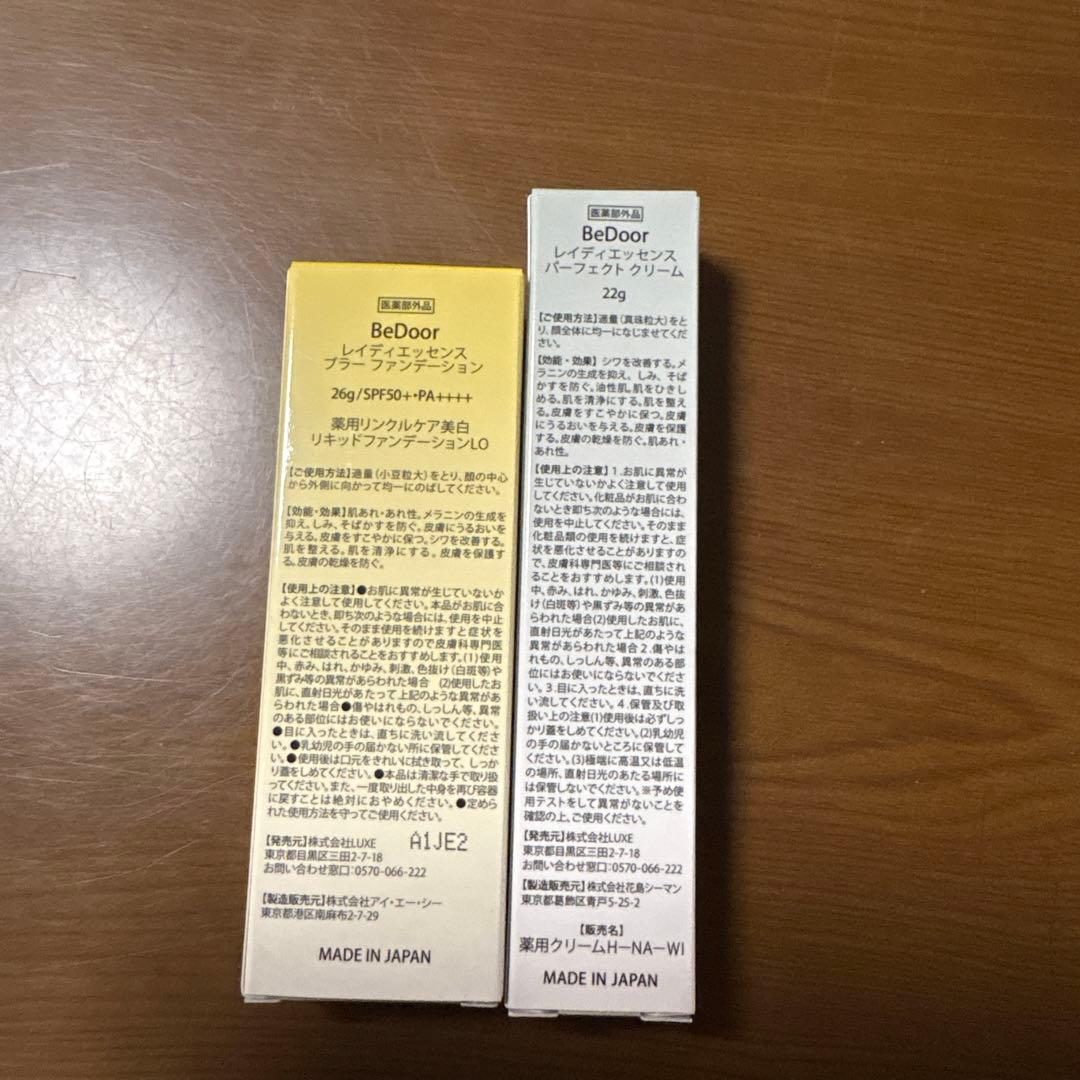 医薬部外品
BeDoor
レイディエッセンス
ブラー ファンデーション
26g/SPF50+・PA++++
薬用リンクルケア美白
リキッドファンデーションLO
【ご使用方法】適量（小豆粒大）をとり、顔の中心
から外側に向かって均一にのばしてください。
【効能・効果】肌あれ・あれ性。メラニンの生成を
抑え、しみ、そばかすを防ぐ。皮膚にうるおいを
与える。皮膚をすこやかに保つ。シワを改善する。
肌を整える。肌を清浄にする。皮膚を保護す
る。皮膚の乾燥を防ぐ。
【使用上の注意】●お肌に異常が生じていないか
よく注意して使用してください。本品がお肌に合
わないとき、即ち次のような場合には、使用を中止
してください。そのまま使用を続けますと症状を
悪化させることがありますので皮膚科専門医
等にご相談されることをおすすめします。(1)使用
中、赤み、はれ、かゆみ、刺激、色抜け（白斑等）や
黒ずみ等の異常があらわれた場合 (2)使用したお
肌に、直射日光があたって上記のような異常があ
らわれた場合●傷やはれもの、しっしん等、異常
のある部位にはお使いにならないでください。
●目に入ったときは、直ちに洗い流してくださ
い。●乳幼児の手の届かない所に保管してくださ
い。●使用後は口元をきれいに拭き取って、しっか
り蓋をしめてください。●本品は清潔な手で取り扱
ってください。また、一度取り出した中身を再び容器
に戻すことは絶対におやめください。●定めら
れた使用方法を守ってご使用ください。
【発売元】株式会社LUXE A1JE2
東京都目黒区三田2-7-18
お問い合わせ窓口:0570-066-222
【製造販売元】株式会社アイ・エー・シー
東京都港区南麻布2-7-29
MADE IN JAPAN
医薬部外品
BeDoor
レイディエッセンス
パーフェクト クリーム
22g
【ご使用方法】適量（真珠粒大）をと
り、顔全体に均一になじませてくだ
さい。
【効能・効果】シワを改善する。メ
ラニンの生成を抑え、しみ、そば
かすを防ぐ。油性肌。肌をひきし
める。肌を清浄にする。肌を整え
る。皮膚をすこやかに保つ。皮膚
にうるおいを与える。皮膚を保護
する。皮膚の乾燥を防ぐ。肌あれ・
あれ性。
【使用上の注意】1.お肌に異常が
生じていないかよく注意して使用
してください。化粧品がお肌に合わ
ないとき即ち次のような場合には、
使用を中止してください。そのまま
化粧品類の使用を続けますと、症
状を悪化させることがありますの
で、皮膚科専門医等にご相談され
ることをおすすめします。(1)使用
中、赤み、はれ、かゆみ、刺激、色抜
け（白斑等）や黒ずみ等の異常があ
らわれた場合(2)使用したお肌に、
直射日光があたって上記のような
異常があらわれた場合 2.傷やは
れもの、しっしん等、異常のある部
位にはお使いにならないでくださ
い。3.目に入ったときは、直ちに洗
い流してください。4.保管及び取
扱い上の注意(1)使用後は必ずしっ
かり蓋をしめてください。(2)乳幼児
の手の届かないところに保管して
ください。(3)極端に高温又は低温
の場所、直射日光のあたる場所に
は保管しないでください。※予め使
用テストをして異常がないことを
確認の上、ご使用ください。
【発売元】株式会社LUXE
東京都目黒区三田2-7-18
お問い合わせ窓口:0570-066-222
【製造販売元】株式会社花島シーマン
東京都葛飾区青戸5-25-2
【販売名】
薬用クリームH－NA－WI
MADE IN JAPAN